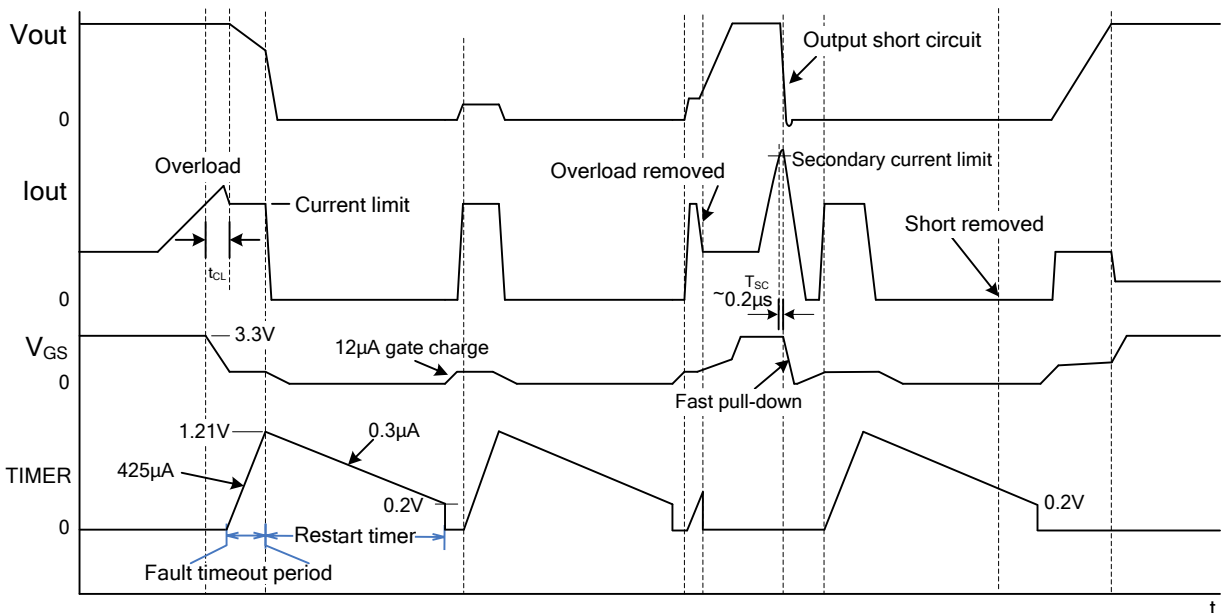 Vout
Output short circuit
0
Overload
Secondary current limit
Overload removed
Iout
Current limit
Short removed
tCL
TSC
~0.2µs
0
3.3V
VGS
12µA gate charge
0
Fast pull-down
1.21V
0.3µA
425µA
TIMER
0.2V
0.2V
0
Restart timer
Fault timeout period
t